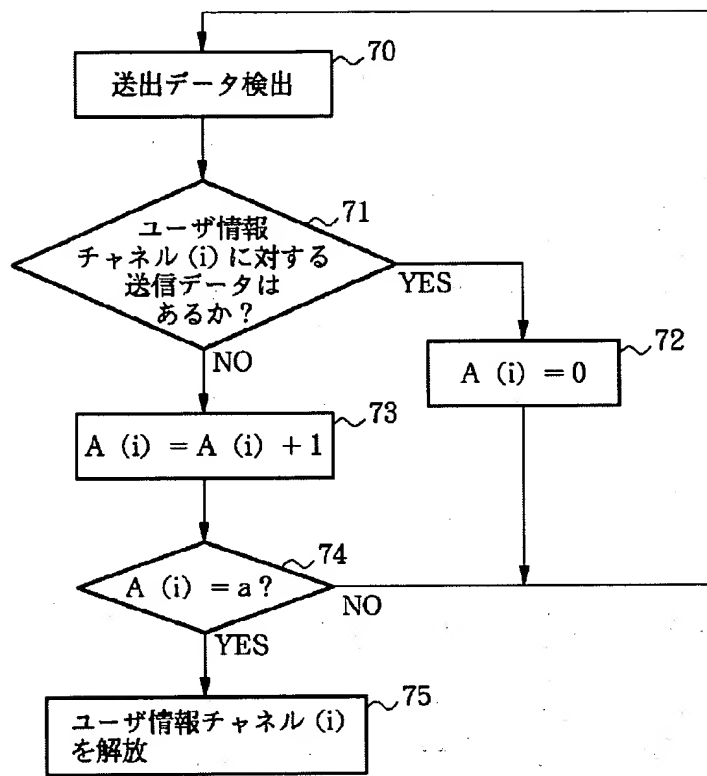 70
送出データ検出
71
ユーザ情報
チャネル (i) に対する
送信データは
あるか？
YES
NO
72
A (i) = 0
73
A (i) = A (i) + 1
74
A (i) = a ?
NO
YES
75
ユーザ情報チャネル (i)
を解放